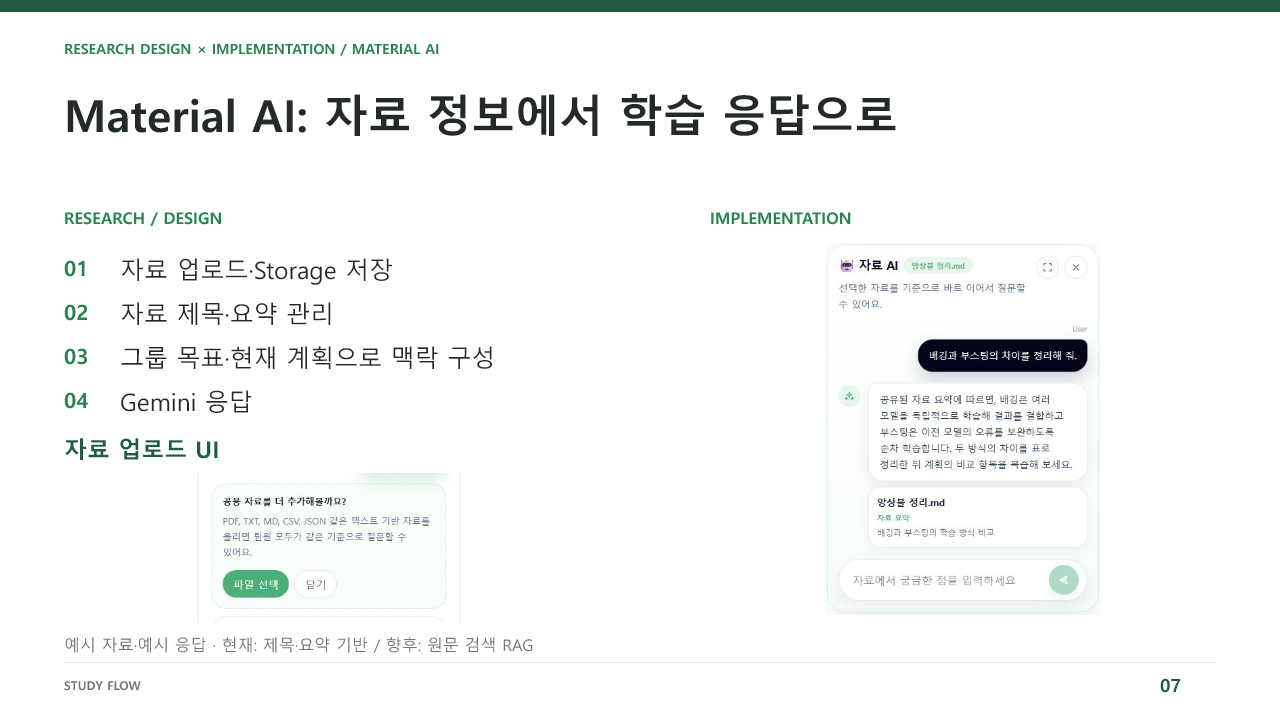 RESEARCH DESIGN × IMPLEMENTATION / MATERIAL AI
Material AI: 자료 정보에서 학습 응답으로
RESEARCH / DESIGN
01 자료 업로드·Storage 저장
02 자료 제목·요약 관리
03 그룹 목표·현재 계획으로 맥락 구성
04 Gemini 응답
자료 업로드 UI
공용 자료를 더 추가해볼까요?
PDF, TXT, MD, CSV, JSON 같은 텍스트 기반 자료를
올리면 팀원 모두가 같은 기준으로 질문할 수
있어요.
파일 선택 닫기
예시 자료·예시 응답 · 현재: 제목·요약 기반 / 향후: 원문 검색 RAG
IMPLEMENTATION
자료 AI 앙상블 정리.md
선택한 자료를 기준으로 바로 이어서 질문할
수 있어요.
User
배깅과 부스팅의 차이를 정리해 줘.
공유된 자료 요약에 따르면, 배깅은 여러
모델을 독립적으로 학습해 결과를 결합하고
부스팅은 이전 모델의 오류를 보완하도록
순차 학습합니다. 두 방식의 차이를 표로
정리한 뒤 계획의 비교 항목을 복습해 보세요.
앙상블 정리.md
자료 요약
배깅과 부스팅의 학습 방식 비교
자료에서 궁금한 점을 입력하세요
STUDY FLOW
07